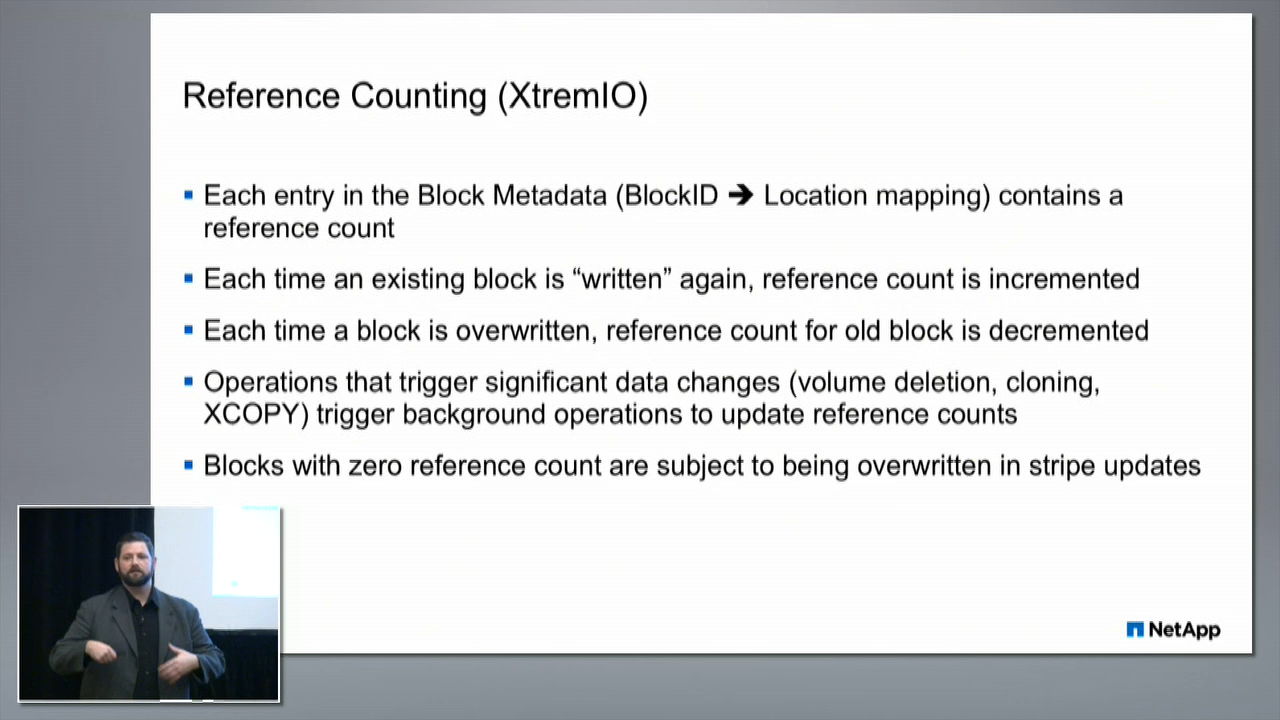 Reference Counting (XtremIO)
Each entry in the Block Metadata (BlockID ➔ Location mapping) contains a
reference count
Each time an existing block is “written” again, reference count is incremented
Each time a block is overwritten, reference count for old block is decremented
Operations that trigger significant data changes (volume deletion, cloning,
XCOPY) trigger background operations to update reference counts
Blocks with zero reference count are subject to being overwritten in stripe updates
NetApp